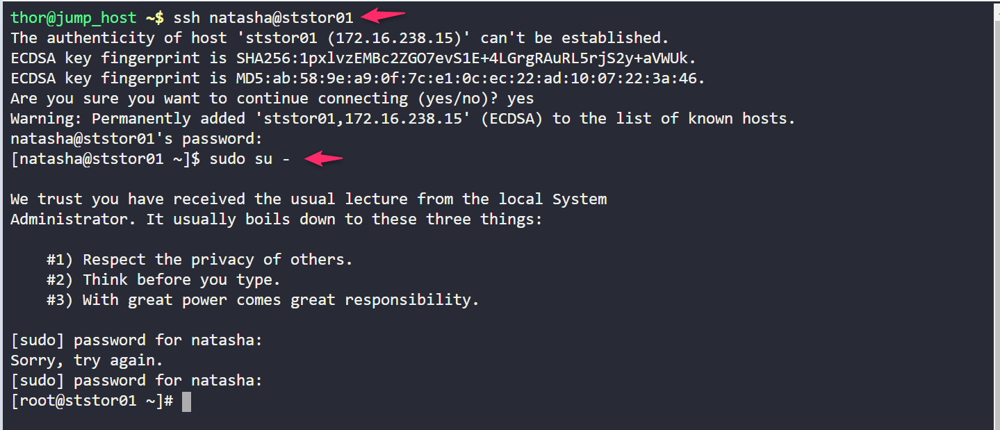 thor@jump_host ~$ ssh natasha@ststor01
The authenticity of host 'ststor01 (172.16.238.15)' can't be established.
ECDSA key fingerprint is SHA256:1pxlvzEMBc2ZGO7evS1E+4LGrgRAuRL5rjS2y+aVWUk.
ECDSA key fingerprint is MD5:ab:58:9e:a9:0f:7c:e1:0c:ec:22:ad:10:07:22:3a:46.
Are you sure you want to continue connecting (yes/no)? yes
Warning: Permanently added 'ststor01,172.16.238.15' (ECDSA) to the list of known hosts.
natasha@ststor01's password:
[natasha@ststor01 ~]$ sudo su -
We trust you have received the usual lecture from the local System
Administrator. It usually boils down to these three things:
#1) Respect the privacy of others.
#2) Think before you type.
#3) With great power comes great responsibility.
[sudo] password for natasha:
Sorry, try again.
[sudo] password for natasha:
[root@ststor01 ~]#